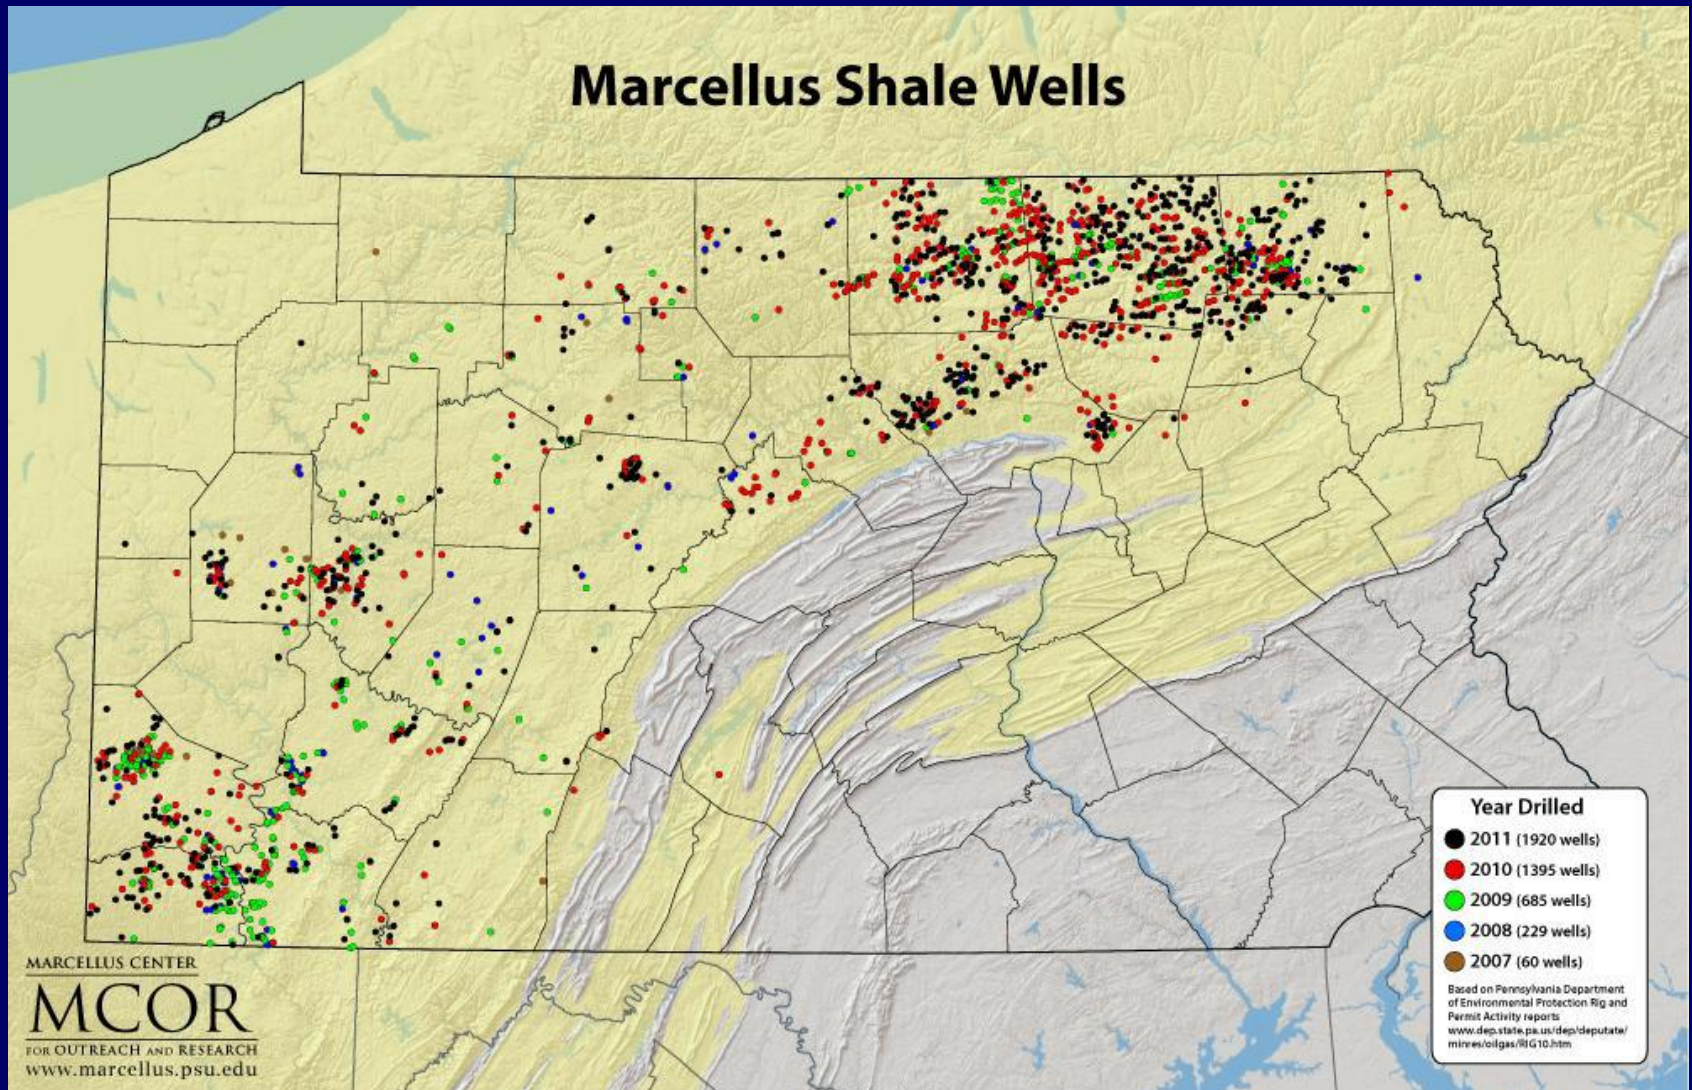 Marcellus Shale Wells
Year Drilled
2011 (1920 wells)
2010 (1395 wells)
2009 (685 wells)
2008 (229 wells)
2007 (60 wells)
Based on Pennsylvania Department
of Environmental Protection Rig and
Permit Activity reports
www.dep.state.pa.us/dep/deputate/
minres/oilgas/RIG10.htm
MARCELLUS CENTER
MCOR
FOR OUTREACH AND RESEARCH
www.marcellus.psu.edu